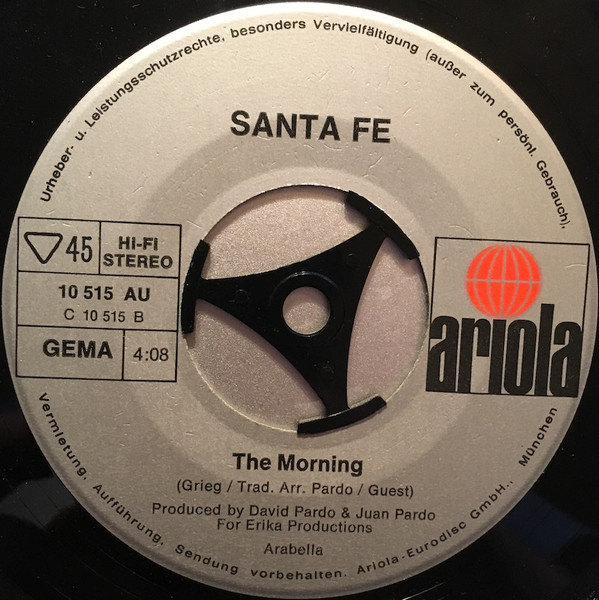 Urheber- u. Leistungsschutzrechte, besonders Vervielfältigung (außer zum persönl. Gebrauch),
SANTA FE
45
HI-FI
STEREO
10 515 AU
C 10 515 B
GEMA
4:08
ariola
The Morning
(Grieg / Trad. Arr. Pardo / Guest)
Produced by David Pardo & Juan Pardo
For Erika Productions
Arabella
Vermietung, Aufführung, Sendung vorbehalten. Ariola-Eurodisc GmbH., München